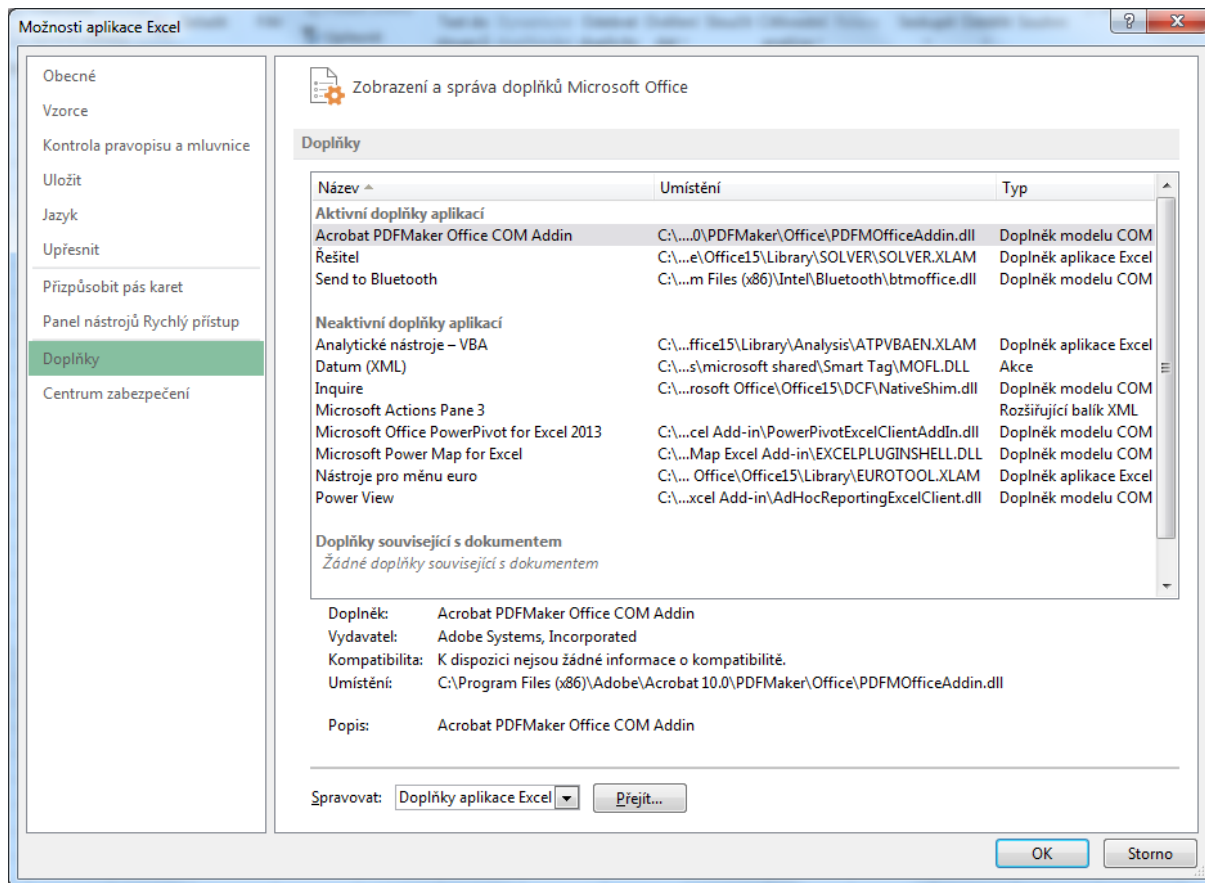 Možnosti aplikace Excel
Obecné
Vzorce
Kontrola pravopisu a mluvnice
Uložit
Jazyk
Upřesnit
Přizpůsobit pás karet
Panel nástrojů Rychlý přístup
Doplňky
Centrum zabezpečení
Zobrazení a správa doplňků Microsoft Office
Doplňky
Název Umístění Typ
Aktivní doplňky aplikací
Acrobat PDFMaker Office COM Addin C:\....0\PDFMaker\Office\PDFMOfficeAddin.dll Doplněk modelu COM
Řešitel C:\...e\Office15\Library\SOLVER\SOLVER.XLAM Doplněk aplikace Excel
Send to Bluetooth C:\...m Files (x86)\Intel\Bluetooth\btmoffice.dll Doplněk modelu COM
Neaktivní doplňky aplikací
Analytické nástroje – VBA C:\...ffice15\Library\Analysis\ATPVBAEN.XLAM Doplněk aplikace Excel
Datum (XML) C:\...s\microsoft shared\Smart Tag\MOFL.DLL Akce
Inquire C:\...rosoft Office\Office15\DCF\NativeShim.dll Doplněk modelu COM
Microsoft Actions Pane 3 Rozšiřující balík XML
Microsoft Office PowerPivot for Excel 2013 C:\...cel Add-in\PowerPivotExcelClientAddIn.dll Doplněk modelu COM
Microsoft Power Map for Excel C:\...Map Excel Add-in\EXCELPLUGINSHELL.DLL Doplněk modelu COM
Nástroje pro měnu euro C:\... Office\Office15\Library\EUROTOOL.XLAM Doplněk aplikace Excel
Power View C:\...xcel Add-in\AdHocReportingExcelClient.dll Doplněk modelu COM
Doplňky související s dokumentem
Žádné doplňky související s dokumentem
Doplněk: Acrobat PDFMaker Office COM Addin
Vydavatel: Adobe Systems, Incorporated
Kompatibilita: K dispozici nejsou žádné informace o kompatibilitě.
Umístění: C:\Program Files (x86)\Adobe\Acrobat 10.0\PDFMaker\Office\PDFMOfficeAddin.dll
Popis: Acrobat PDFMaker Office COM Addin
Spravovat: Doplňky aplikace Excel Přejít...
OK Storno